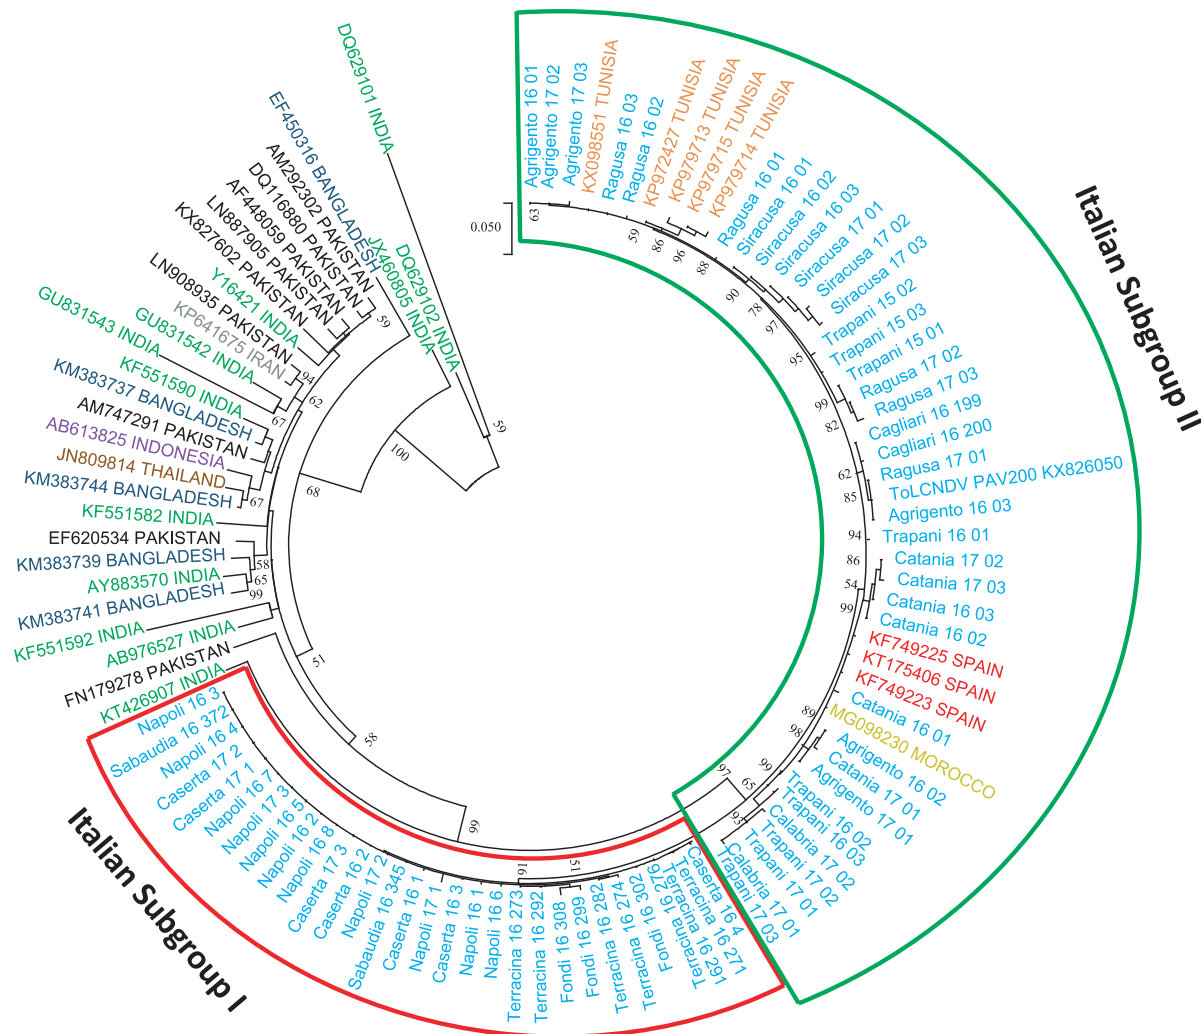 DQ629101 INDIA
EF450316 BANGLADESH
AM292302 PAKISTAN
DQ116880 PAKISTAN
AF448059 PAKISTAN
LN887905 PAKISTAN
KX827602 PAKISTAN
Y16421 INDIA
LN908935 PAKISTAN
KP641675 IRAN
GU831543 INDIA
GU831542 INDIA
KF551590 INDIA
KM383737 BANGLADESH
AM747291 PAKISTAN
AB613825 INDONESIA
JN809814 THAILAND
KM383744 BANGLADESH
KF551582 INDIA
EF620534 PAKISTAN
KM383739 BANGLADESH
AY883570 INDIA
KM383741 BANGLADESH
KF551592 INDIA
AB976527 INDIA
FN179278 PAKISTAN
KT426907 INDIA
JX460805 INDIA
DQ629102 INDIA
0.050
Agrigento 16 01
Agrigento 17 02
Agrigento 17 03
KX098551 TUNISIA
Ragusa 16 03
Ragusa 16 02
KP972427 TUNISIA
KP979713 TUNISIA
KP979715 TUNISIA
KP979714 TUNISIA
Ragusa 16 01
Siracusa 16 01
Siracusa 16 02
Siracusa 16 03
Siracusa 17 01
Siracusa 17 02
Siracusa 17 03
Trapani 15 02
Trapani 15 03
Trapani 15 01
Ragusa 17 02
Ragusa 17 03
Cagliari 16 199
Cagliari 16 200
Ragusa 17 01
ToLCNDV PAV200 KX826050
Agrigento 16 03
Trapani 16 01
Catania 17 02
Catania 17 03
Catania 16 03
Catania 16 02
KF749225 SPAIN
KT175406 SPAIN
KF749223 SPAIN
Catania 16 01
MG098230 MOROCCO
Agrigento 16 02
Catania 17 01
Agrigento 17 01
Trapani 16 02
Trapani 16 03
Calabria 17 02
Trapani 17 02
Trapani 17 01
Calabria 17 01
Trapani 17 03
Italian Subgroup II
Caserta 16 4
Terracina 16 271
Terracina 16 291
Terracina 16 276
Fondi 16 302
Terracina 16 274
Terracina 16 282
Fondi 16 299
Fondi 16 308
Terracina 16 292
Terracina 16 273
Napoli 16 6
Napoli 16 1
Caserta 16 3
Napoli 17 1
Caserta 16 1
Sabaudia 16 345
Napoli 17 2
Caserta 16 2
Caserta 17 3
Napoli 16 8
Napoli 16 2
Napoli 16 5
Napoli 17 3
Napoli 16 7
Caserta 17 1
Caserta 17 2
Napoli 16 4
Sabaudia 16 372
Napoli 16 3
Italian Subgroup I
63
59
86
96
88
90
78
97
95
99
82
62
85
94
86
54
99
89
98
99
65
97
93
51
91
99
58
51
68
100
59
59
94
62
67
67
58
65
99